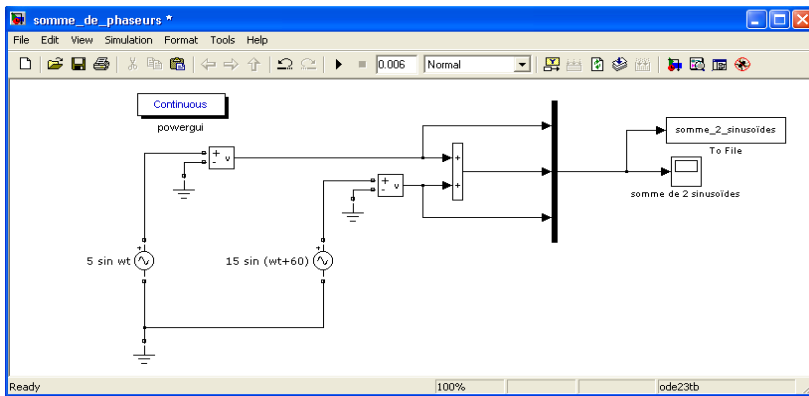 somme_de_phaseurs *
File Edit View Simulation Format Tools Help
0.006 Normal
Continuous
powergui
somme_2_sinusoïdes
To File
+ - v
+ +
+ - v
somme de 2 sinusoïdes
+
5 sin wt
+
15 sin (wt+60)
Ready 100% ode23tb